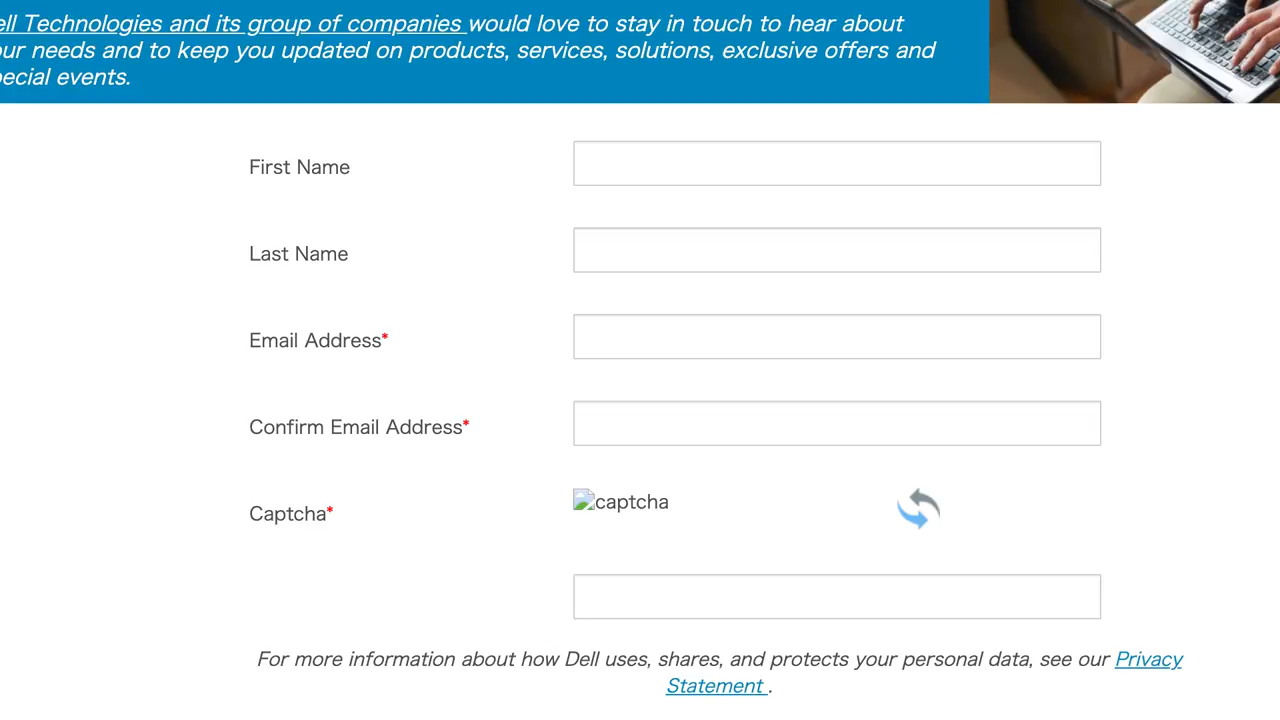 ell Technologies and its group of companies would love to stay in touch to hear about
our needs and to keep you updated on products, services, solutions, exclusive offers and
pecial events.
First Name
Last Name
Email Address*
Confirm Email Address*
captcha
Captcha*
For more information about how Dell uses, shares, and protects your personal data, see our Privacy
Statement .